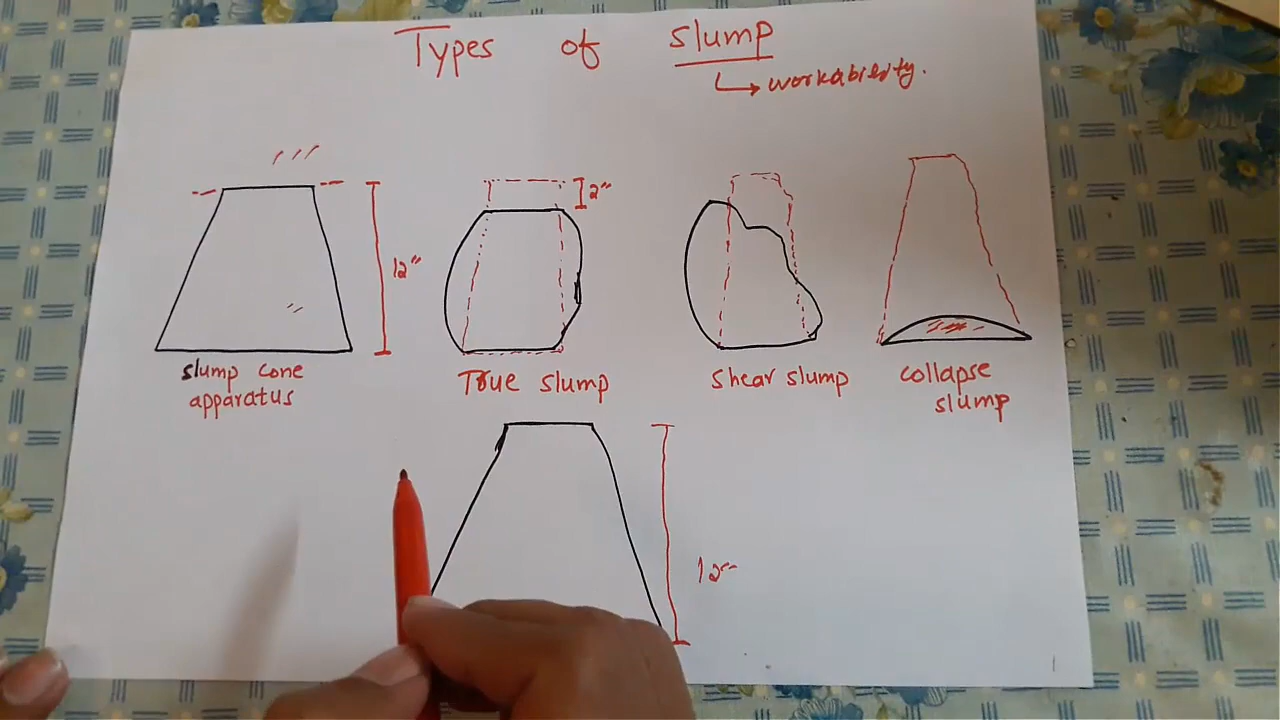 Types of slump
↳ workability.
12"
2"
slump cone
apparatus
True slump
shear slump
collapse
slump
12"